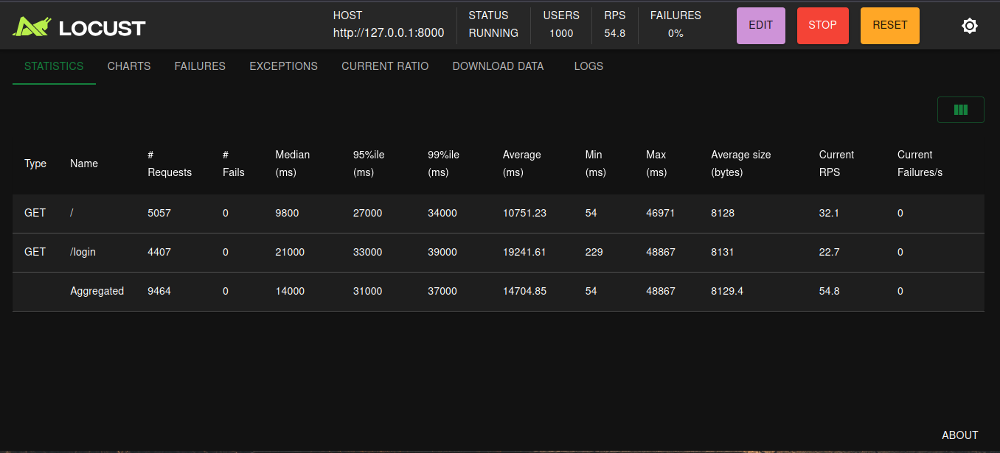 LOCUST
HOST
http://127.0.0.1:8000
STATUS
RUNNING
USERS
1000
RPS
54.8
FAILURES
0%
EDIT
STOP
RESET
STATISTICS CHARTS FAILURES EXCEPTIONS CURRENT RATIO DOWNLOAD DATA LOGS
Type Name # Requests # Fails Median (ms) 95%ile (ms) 99%ile (ms) Average (ms) Min (ms) Max (ms) Average size (bytes) Current RPS Current Failures/s
GET / 5057 0 9800 27000 34000 10751.23 54 46971 8128 32.1 0
GET /login 4407 0 21000 33000 39000 19241.61 229 48867 8131 22.7 0
Aggregated 9464 0 14000 31000 37000 14704.85 54 48867 8129.4 54.8 0
ABOUT